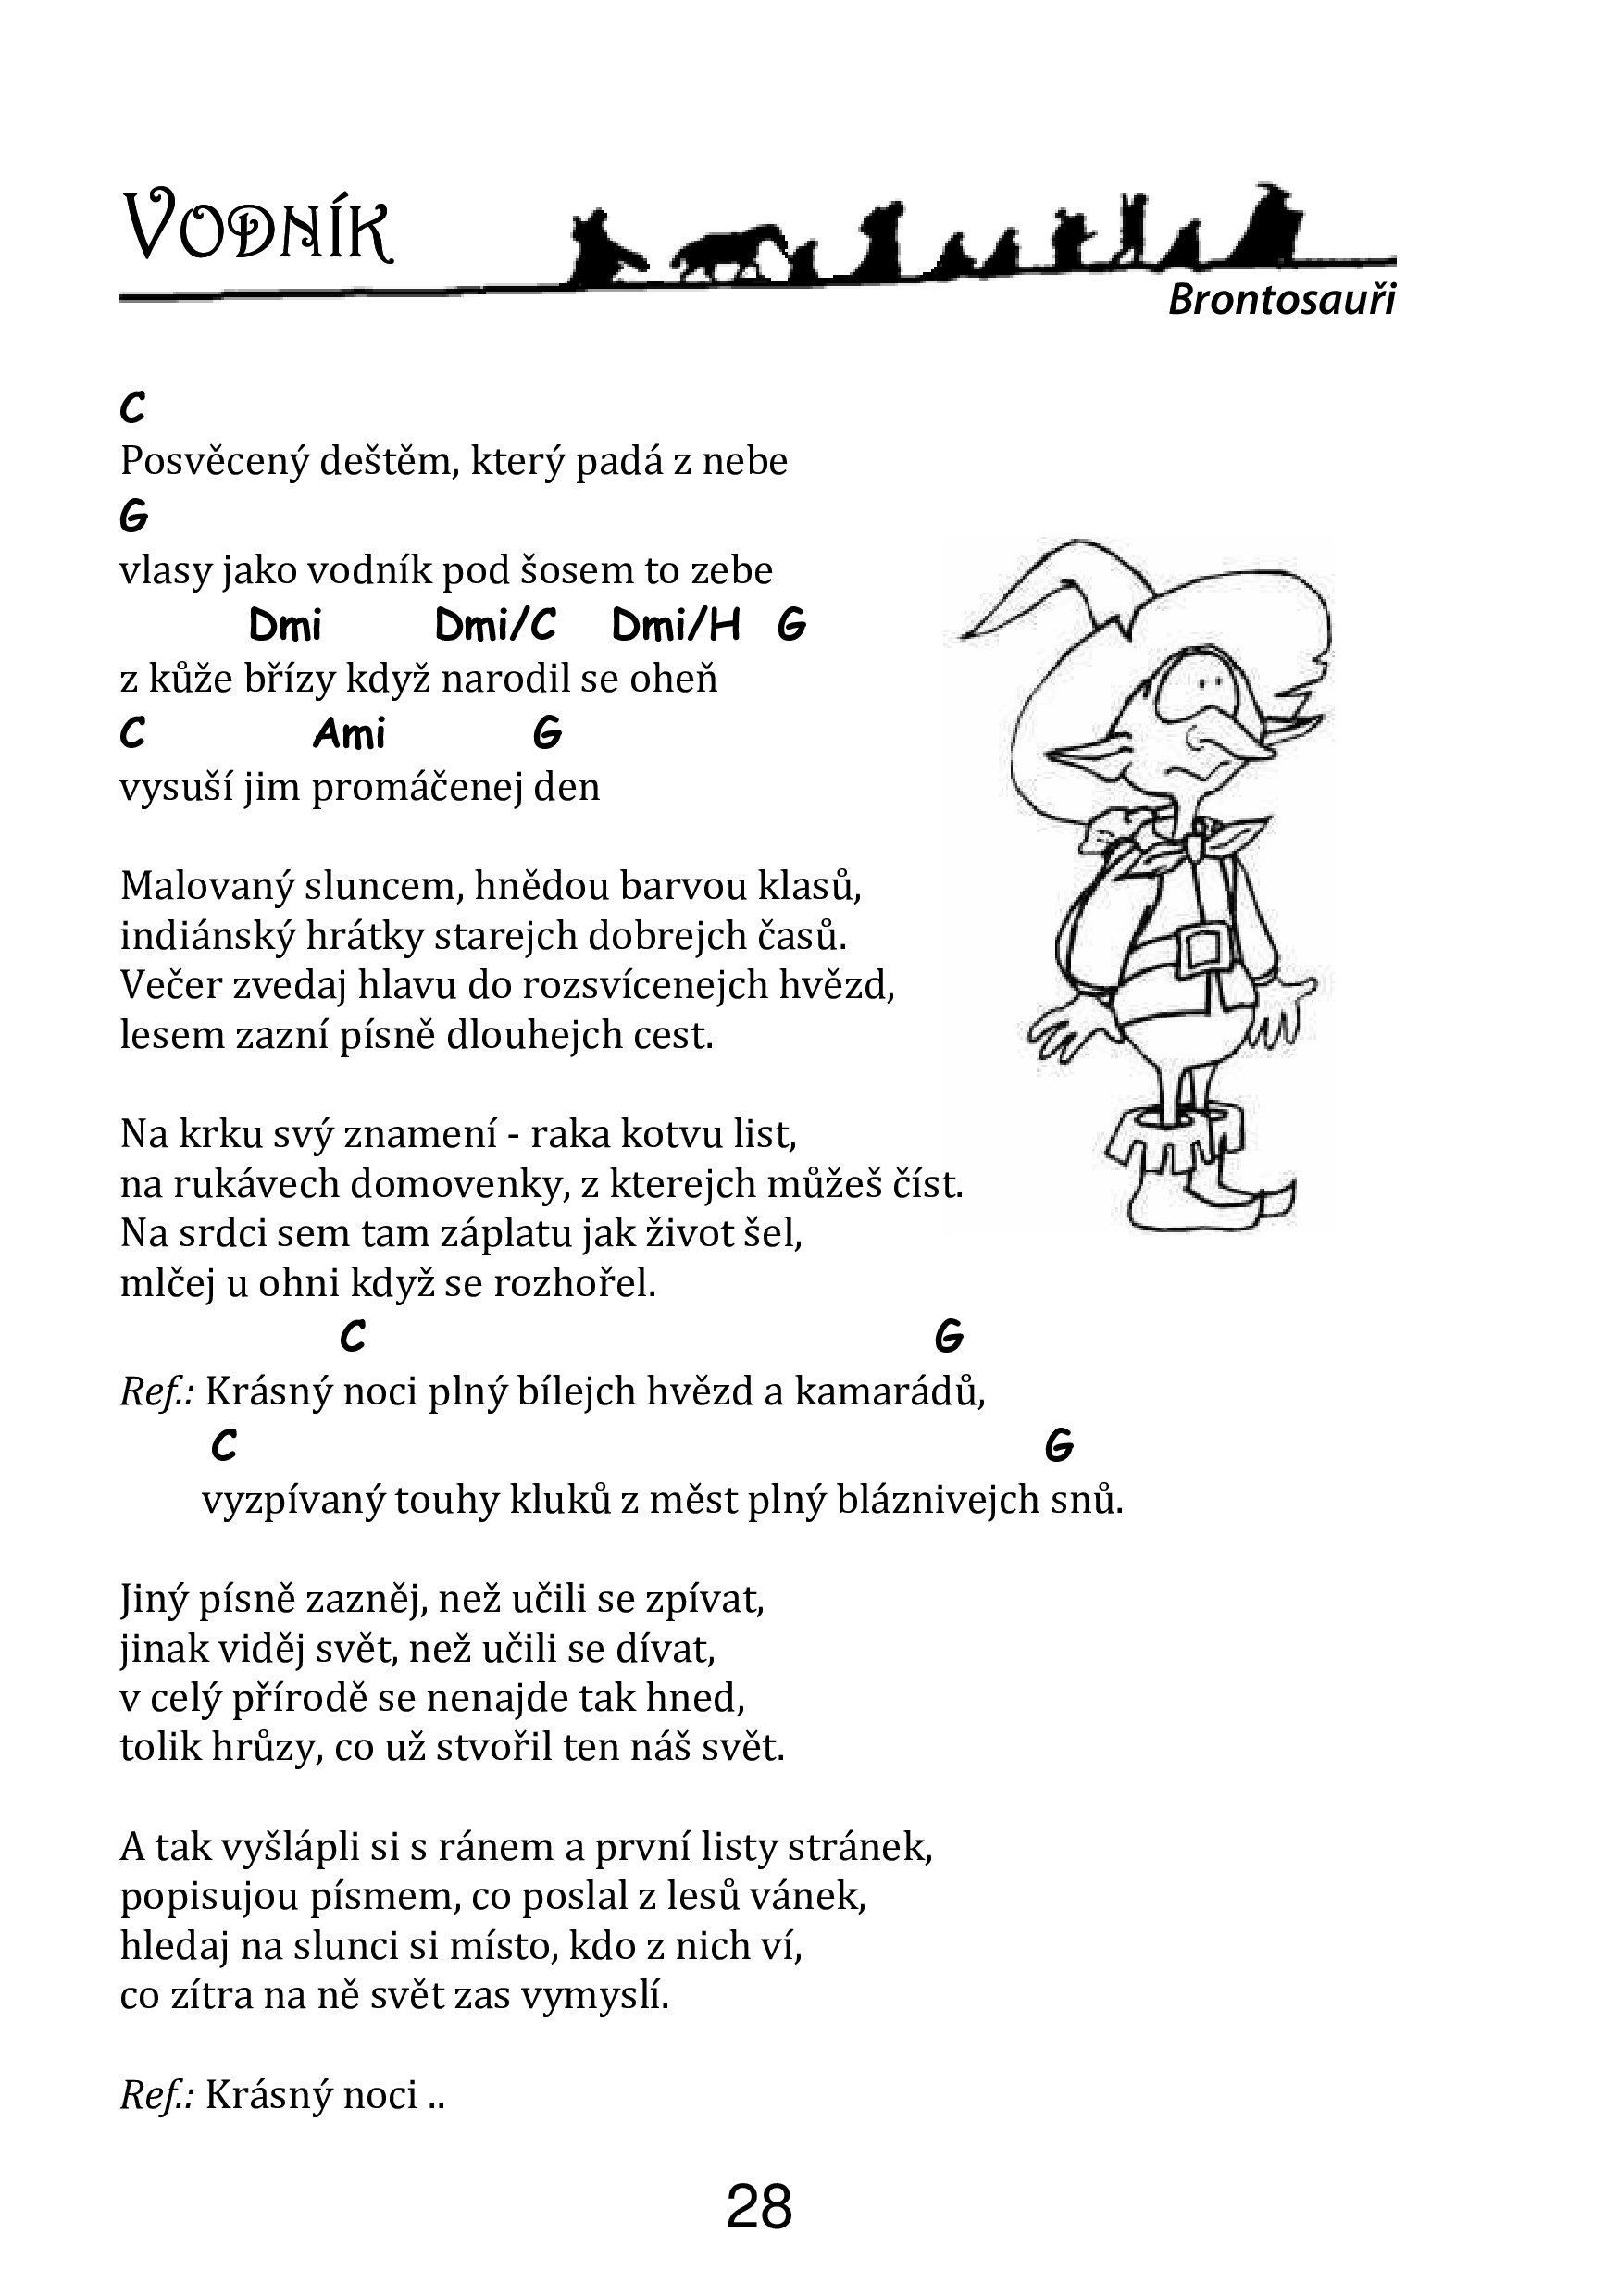 Vodník
Brontosauři
C
Posvěcený deštěm, který padá z nebe
G
vlasy jako vodník pod šosem to zebe
Dmi Dmi/C Dmi/H G
z kůže břízy když narodil se oheň
C Ami G
vysuší jim promáčenej den
Malovaný sluncem, hnědou barvou klasů,
indiánský hrátky starejch dobrejch časů.
Večer zvedaj hlavu do rozsvícenejch hvězd,
lesem zazní písně dlouhejch cest.
Na krku svý znamení - raka kotvu list,
na rukávech domovenky, z kterejch můžeš číst.
Na srdci sem tam záplatu jak život šel,
mlčej u ohni když se rozhořel.
C G
Ref.: Krásný noci plný bílejch hvězd a kamarádů,
C G
vyzpívaný touhy kluků z měst plný bláznivejch snů.
Jiný písně zazněj, než učili se zpívat,
jinak viděj svět, než učili se dívat,
v celý přírodě se nenajde tak hned,
tolik hrůzy, co už stvořil ten náš svět.
A tak vyšlápli si s ránem a první listy stránek,
popisujou písmem, co poslal z lesů vánek,
hledaj na slunci si místo, kdo z nich ví,
co zítra na ně svět zas vymyslí.
Ref.: Krásný noci ..
28